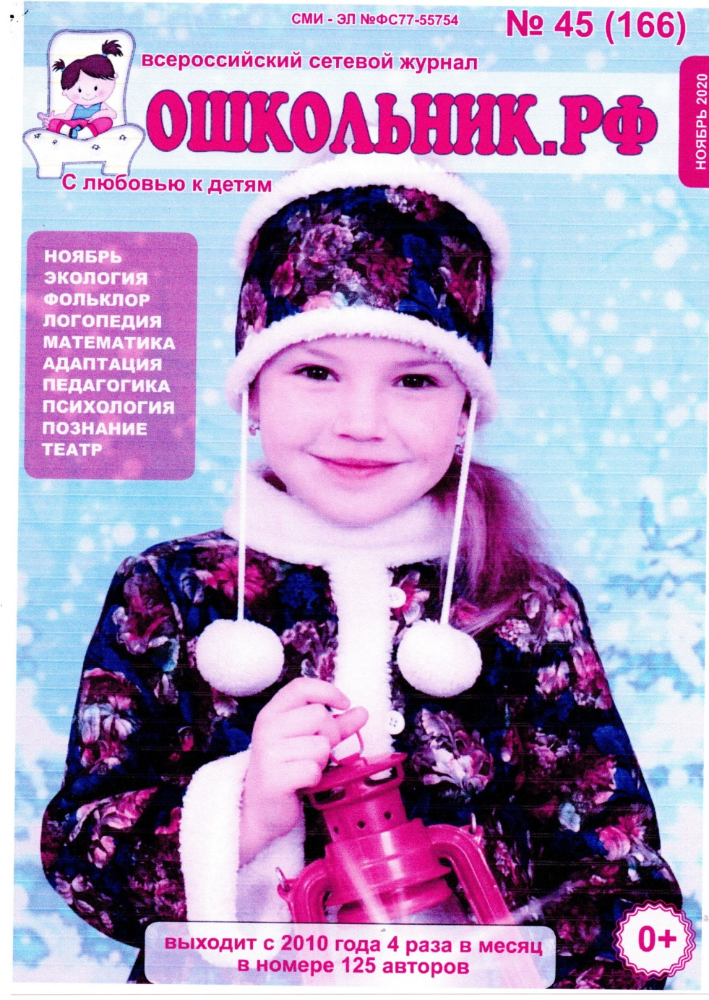 СМИ - ЭЛ №ФС77-55754
№ 45 (166)
всероссийский сетевой журнал
ОШКОЛЬНИК.РФ
НОЯБРЬ 2020
С любовью к детям
НОЯБРЬ
ЭКОЛОГИЯ
ФОЛЬКЛОР
ЛОГОПЕДИЯ
МАТЕМАТИКА
АДАПТАЦИЯ
ПЕДАГОГИКА
ПСИХОЛОГИЯ
ПОЗНАНИЕ
ТЕАТР
0+
выходит с 2010 года 4 раза в месяц
в номере 125 авторов